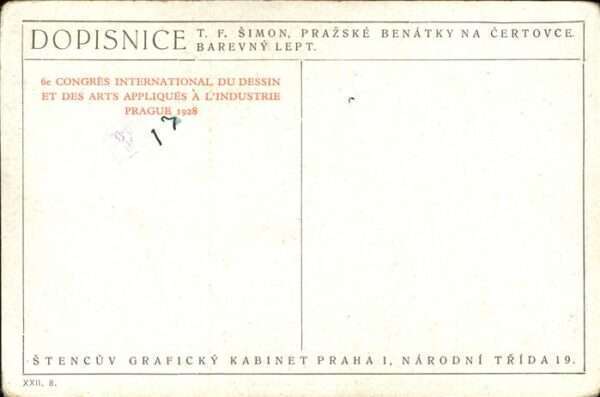 DOPISNICE T. F. ŠIMON, PRAŽSKÉ BENÁTKY NA ČERTOVCE.
BAREVNÝ LEPT.
6e CONGRÈS INTERNATIONAL DU DESSIN
ET DES ARTS APPLIQUÉS À L'INDUSTRIE
PRAGUE 1928
17
ŠTENCŮV GRAFICKÝ KABINET PRAHA I, NÁRODNÍ TŘÍDA 19.
XXII, 8.